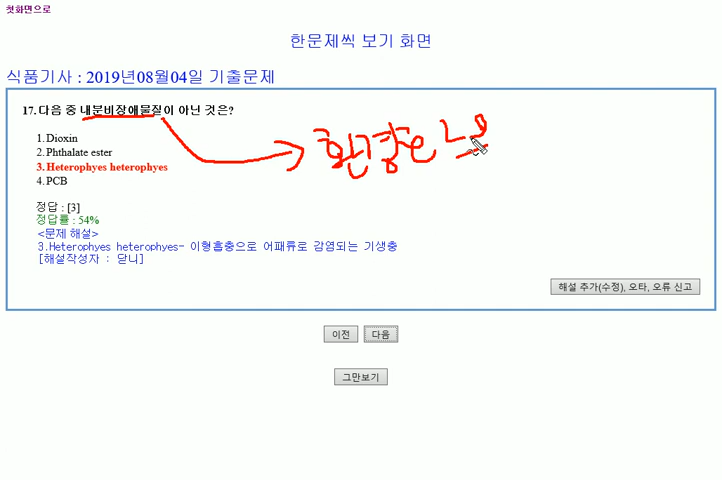 첫화면으로
한문제씩 보기 화면
식품기사 : 2019년08월04일 기출문제
17. 다음 중 내분비장애물질이 아닌 것은?
1. Dioxin
2. Phthalate ester
3. Heterophyes heterophyes
4. PCB
정답 : [3]
정답률 : 54%
<문제 해설>
3.Heterophyes heterophyes- 이형흡충으로 어패류로 감염되는 기생충
[해설작성자 : 닫니]
해설 추가(수정), 오타, 오류 신고
이전 다음
그만보기